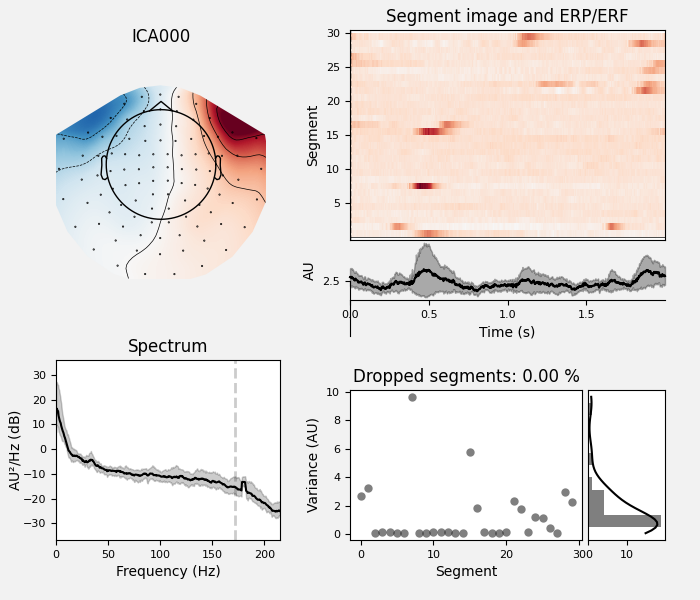 ICA000
Segment image and ERP/ERF
Segment
30
25
20
15
10
5
AU
2.5
0.0 0.5 1.0 1.5
Time (s)
Spectrum
AU²/Hz (dB)
30
20
10
0
−10
−20
−30
0 50 100 150 200
Frequency (Hz)
Dropped segments: 0.00 %
Variance (AU)
10
8
6
4
2
0
0 10 20 30
Segment
0 10